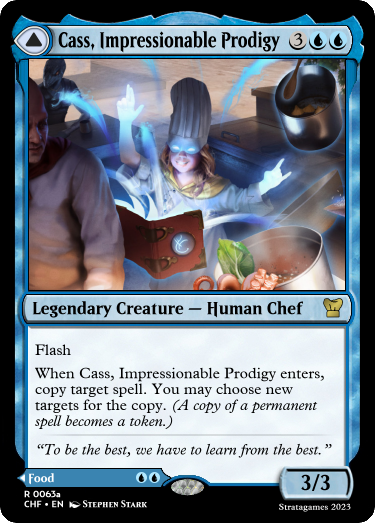 Cass, Impressionable Prodigy 3
Legendary Creature — Human Chef
Flash
When Cass, Impressionable Prodigy enters,
copy target spell. You may choose new
targets for the copy. (A copy of a permanent
spell becomes a token.)
“To be the best, we have to learn from the best.”
Food
3/3
R 0063a
CHF • EN Stephen Stark
Stratagames 2023